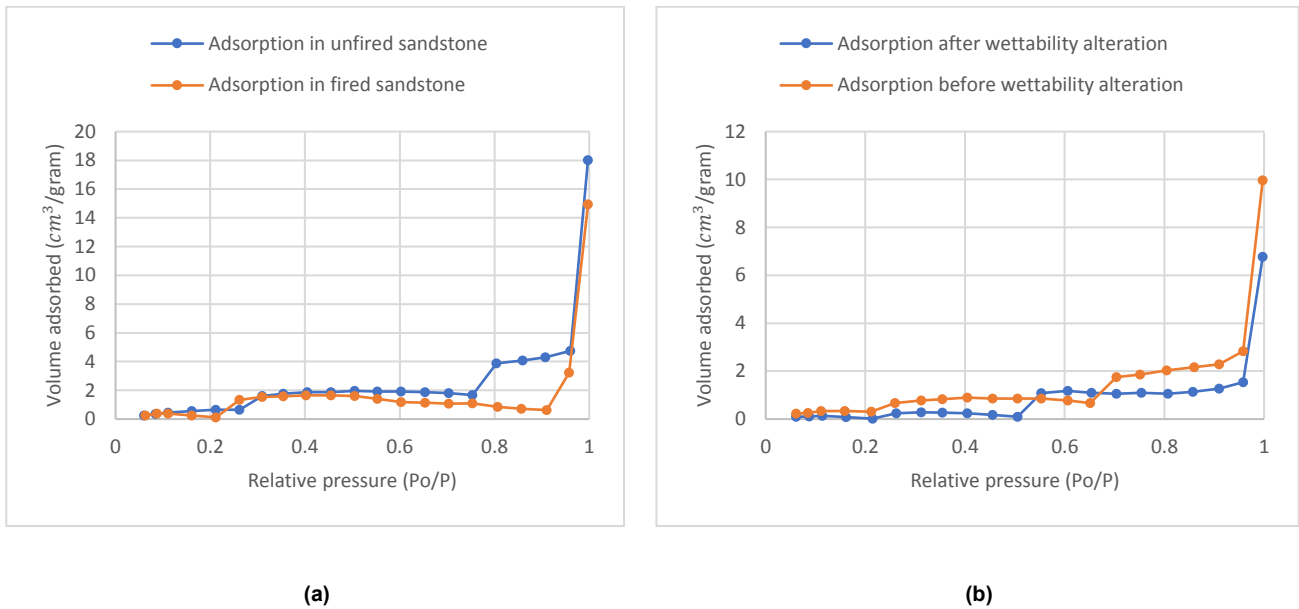 Adsorption in unfired sandstone
Adsorption in fired sandstone
20
18
16
14
12
10
8
6
4
2
0
Volume adsorbed (cm³/gram)
0 0.2 0.4 0.6 0.8 1
Relative pressure (Po/P)
(a)
Adsorption after wettability alteration
Adsorption before wettability alteration
12
10
8
6
4
2
0
Volume adsorbed (cm³/gram)
0 0.2 0.4 0.6 0.8 1
Relative pressure (Po/P)
(b)